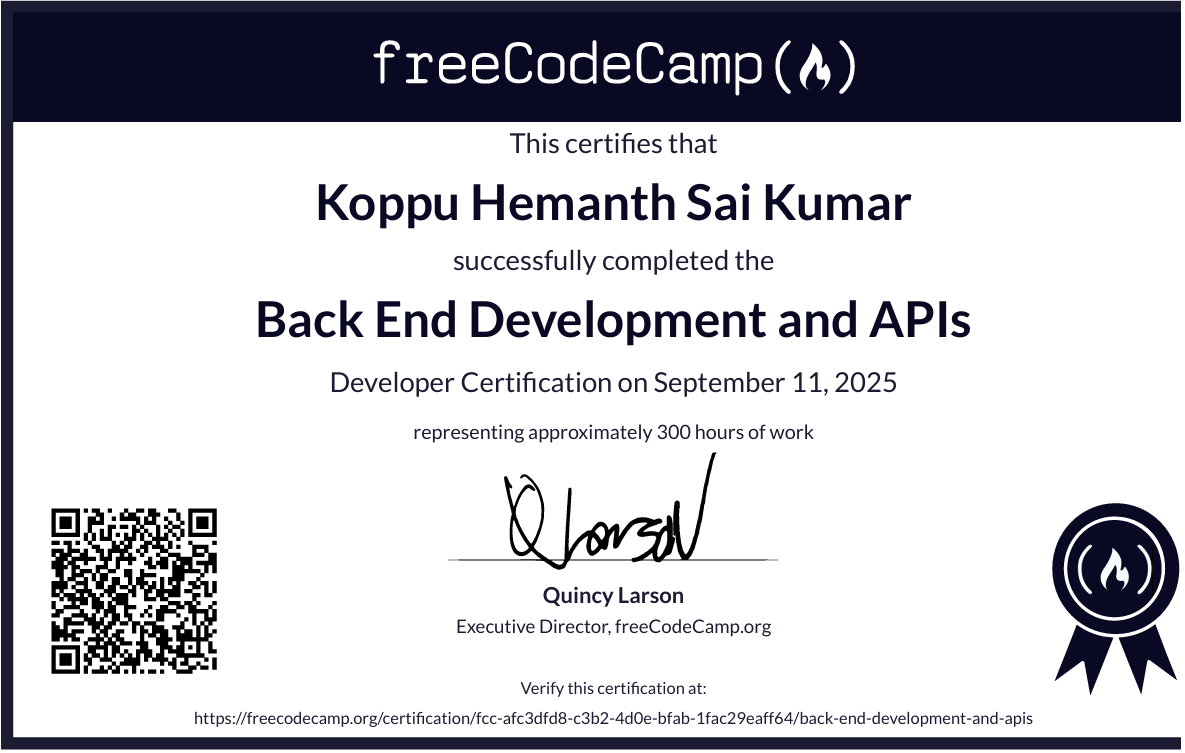 freeCodeCamp
This certifies that
Koppu Hemanth Sai Kumar
successfully completed the
Back End Development and APIs
Developer Certification on September 11, 2025
representing approximately 300 hours of work
Q Larson
Quincy Larson
Executive Director, freeCodeCamp.org
Verify this certification at:
https://freecodecamp.org/certification/fcc-afc3dfd8-c3b2-4d0e-bfab-1fac29eaff64/back-end-development-and-apis